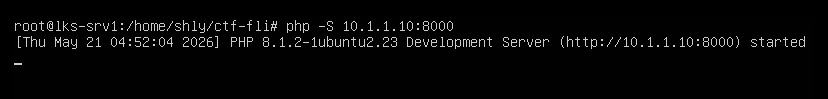 root@lks-srv1:/home/shly/ctf-fli# php -S 10.1.1.10:8000
[Thu May 21 04:52:04 2026] PHP 8.1.2-1ubuntu2.23 Development Server (http://10.1.1.10:8000) started